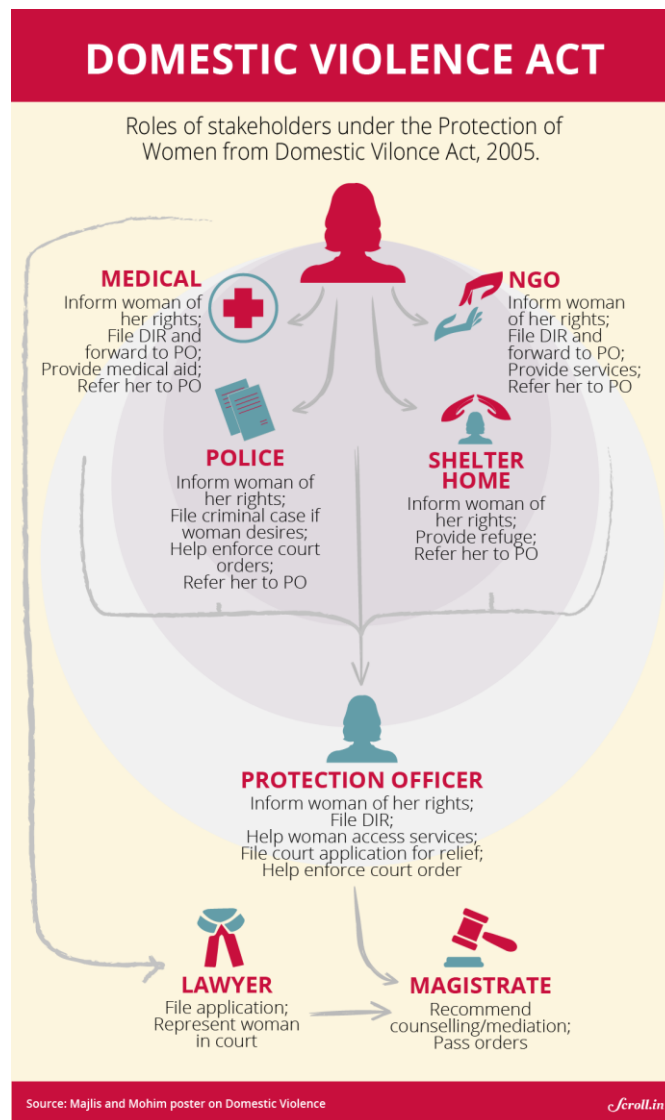 DOMESTIC VIOLENCE ACT
Roles of stakeholders under the Protection of
Women from Domestic Vilonce Act, 2005.
MEDICAL
Inform woman of
her rights;
File DIR and
forward to PO;
Provide medical aid;
Refer her to PO
NGO
Inform woman
of her rights;
File DIR and
forward to PO;
Provide services;
Refer her to PO
POLICE
Inform woman of
her rights;
File criminal case if
woman desires;
Help enforce court
orders;
Refer her to PO
SHELTER
HOME
Inform woman of
her rights;
Provide refuge;
Refer her to PO
PROTECTION OFFICER
Inform woman of her rights;
File DIR;
Help woman access services;
File court application for relief;
Help enforce court order
LAWYER
File application;
Represent woman
in court
MAGISTRATE
Recommend
counselling/mediation;
Pass orders
Source: Majlis and Mohim poster on Domestic Violence
Scroll.in